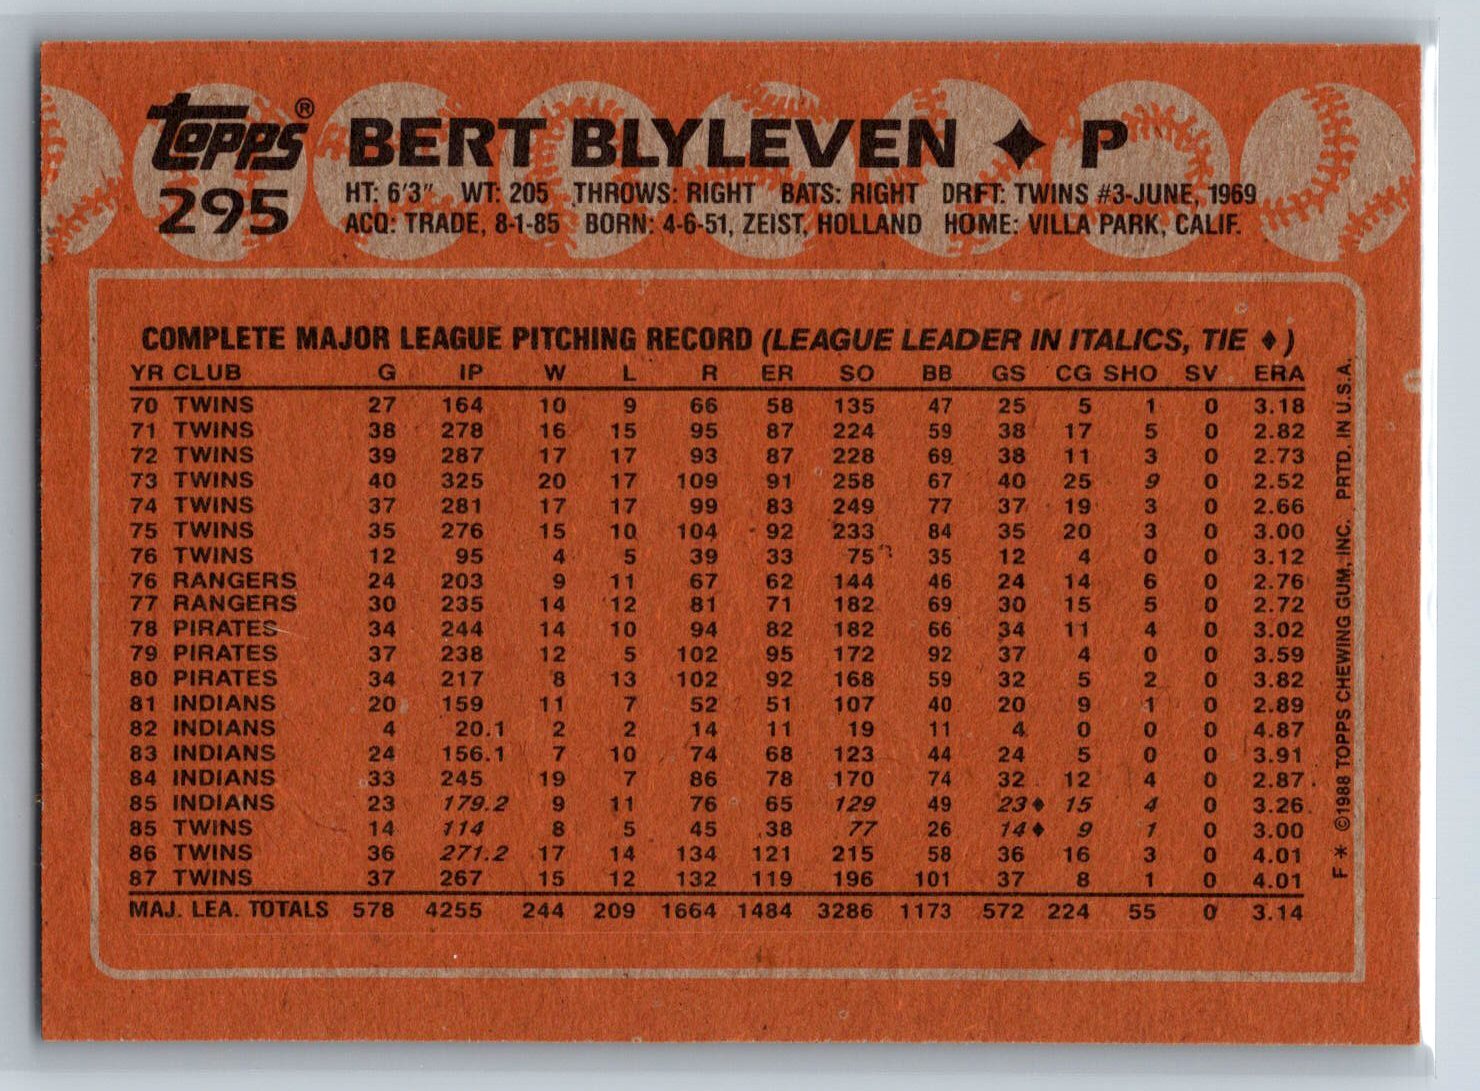 topps® BERT BLYLEVEN ♦ P
295
HT: 6'3" WT: 205 THROWS: RIGHT BATS: RIGHT DRFT: TWINS #3-JUNE, 1969
ACQ: TRADE, 8-1-85 BORN: 4-6-51, ZEIST, HOLLAND HOME: VILLA PARK, CALIF.
COMPLETE MAJOR LEAGUE PITCHING RECORD (LEAGUE LEADER IN ITALICS, TIE ♦)
YR CLUB G IP W L R ER SO BB GS CG SHO SV ERA
70 TWINS 27 164 10 9 66 58 135 47 25 5 1 0 3.18
71 TWINS 38 278 16 15 95 87 224 59 38 17 5 0 2.82
72 TWINS 39 287 17 17 93 87 228 69 38 11 3 0 2.73
73 TWINS 40 325 20 17 109 91 258 67 40 25 9 0 2.52
74 TWINS 37 281 17 17 99 83 249 77 37 19 3 0 2.66
75 TWINS 35 276 15 10 104 92 233 84 35 20 3 0 3.00
76 TWINS 12 95 4 5 39 33 75 35 12 4 0 0 3.12
76 RANGERS 24 203 9 11 67 62 144 46 24 14 6 0 2.76
77 RANGERS 30 235 14 12 81 71 182 69 30 15 5 0 2.72
78 PIRATES 34 244 14 10 94 82 182 66 34 11 4 0 3.02
79 PIRATES 37 238 12 5 102 95 172 92 37 4 0 0 3.59
80 PIRATES 34 217 8 13 102 92 168 59 32 5 2 0 3.82
81 INDIANS 20 159 11 7 52 51 107 40 20 9 1 0 2.89
82 INDIANS 4 20.1 2 2 14 11 19 11 4 0 0 0 4.87
83 INDIANS 24 156.1 7 10 74 68 123 44 24 5 0 0 3.91
84 INDIANS 33 245 19 7 86 78 170 74 32 12 4 0 2.87
85 INDIANS 23 179.2 9 11 76 65 129 49 23♦ 15 4 0 3.26
85 TWINS 14 114 8 5 45 38 77 26 14♦ 9 1 0 3.00
86 TWINS 36 271.2 17 14 134 121 215 58 36 16 3 0 4.01
87 TWINS 37 267 15 12 132 119 196 101 37 8 1 0 4.01
MAJ. LEA. TOTALS 578 4255 244 209 1664 1484 3286 1173 572 224 55 0 3.14
F * ©1988 TOPPS CHEWING GUM, INC. PRTD. IN U.S.A.